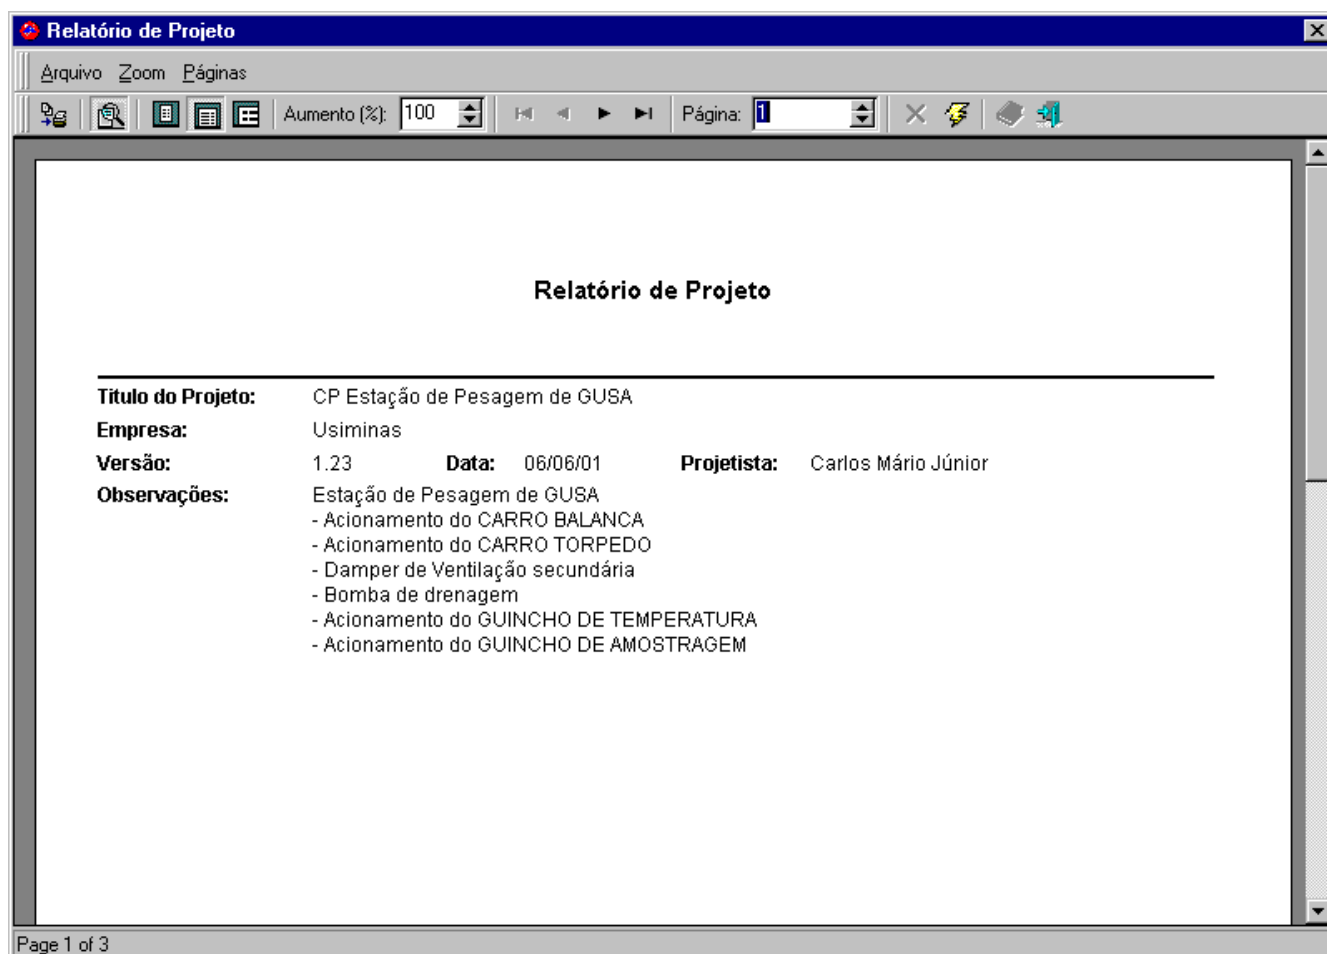 Relatório de Projeto
Arquivo Zoom Páginas
Aumento (%): 100 Página: 1
Relatório de Projeto
Titulo do Projeto: CP Estação de Pesagem de GUSA
Empresa: Usiminas
Versão: 1.23 Data: 06/06/01 Projetista: Carlos Mário Júnior
Observações: Estação de Pesagem de GUSA
- Acionamento do CARRO BALANCA
- Acionamento do CARRO TORPEDO
- Damper de Ventilação secundária
- Bomba de drenagem
- Acionamento do GUINCHO DE TEMPERATURA
- Acionamento do GUINCHO DE AMOSTRAGEM
Page 1 of 3